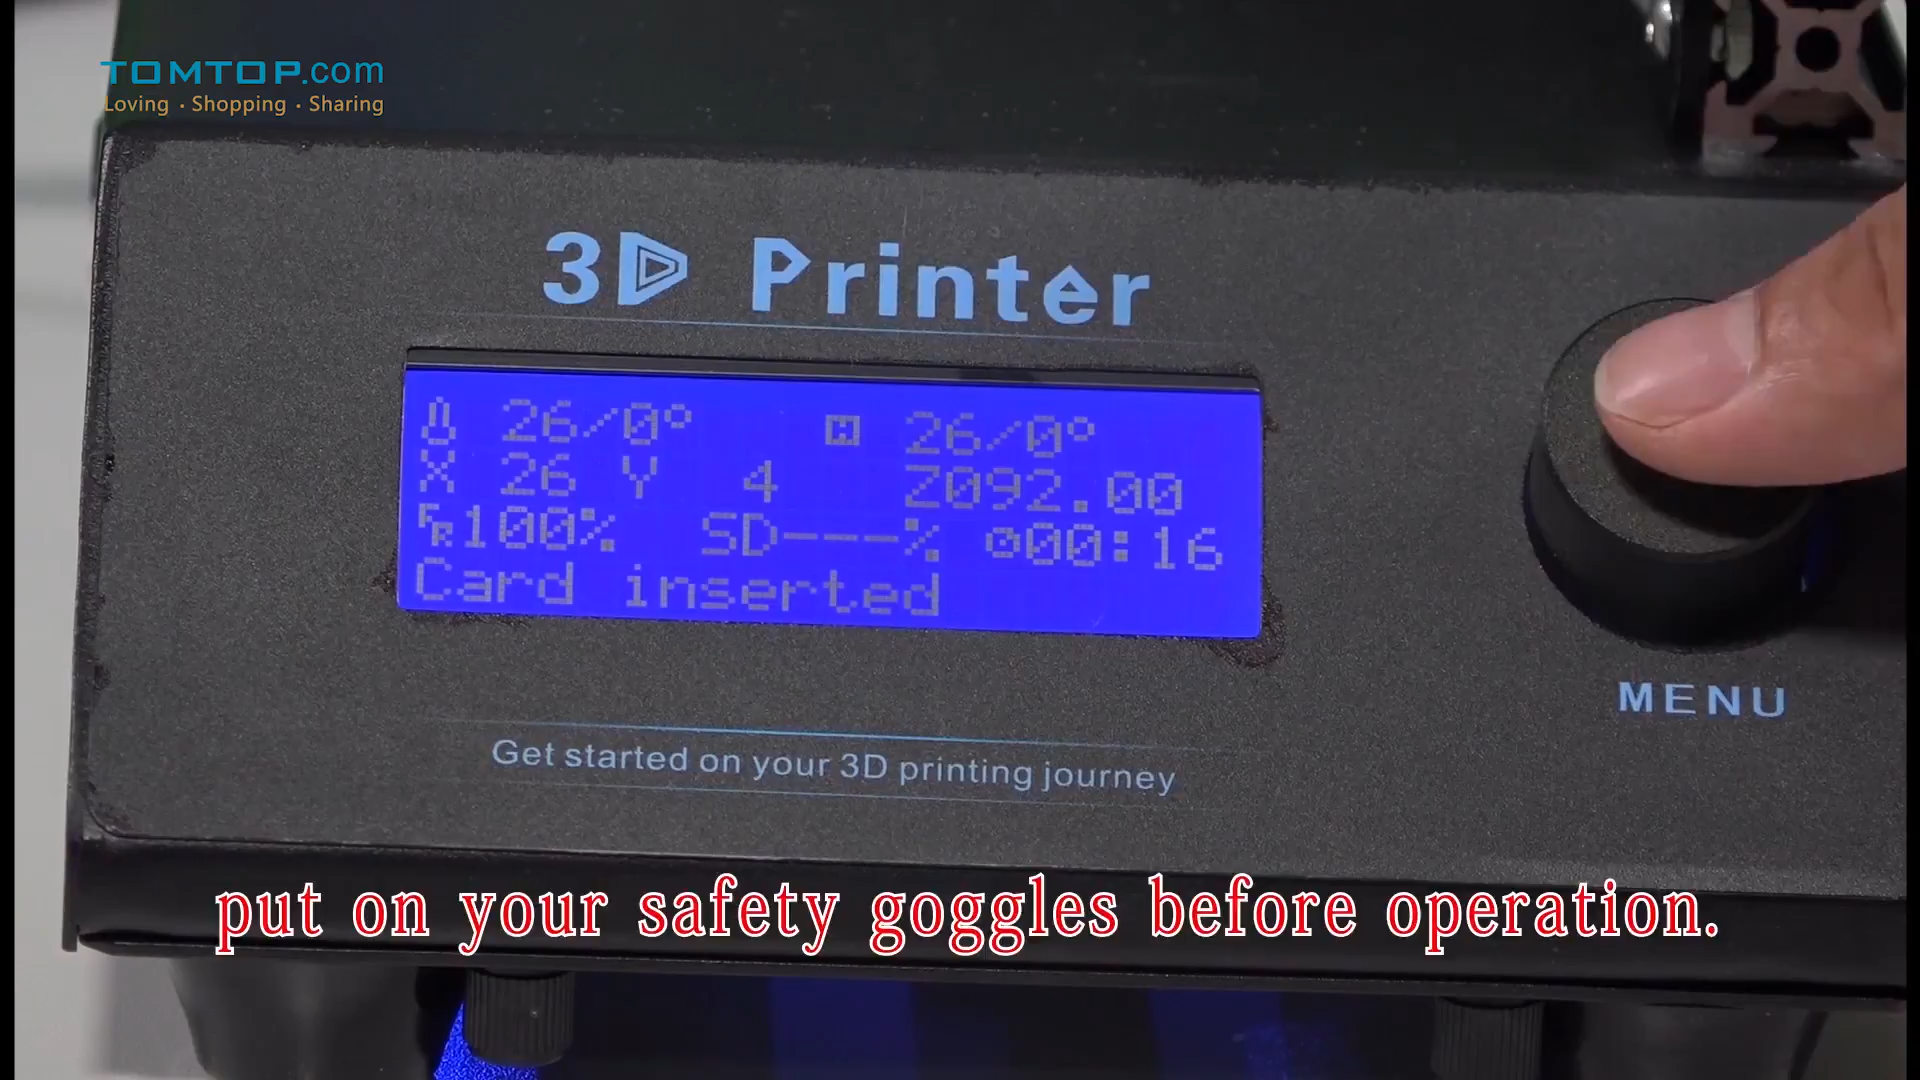 TOMTOP.com
Loving · Shopping · Sharing
3D Printer
26/0° 26/0°
X 26 Y 4 Z092.00
FR100% SD---% 000:16
Card inserted
MENU
Get started on your 3D printing journey
put on your safety goggles before operation.